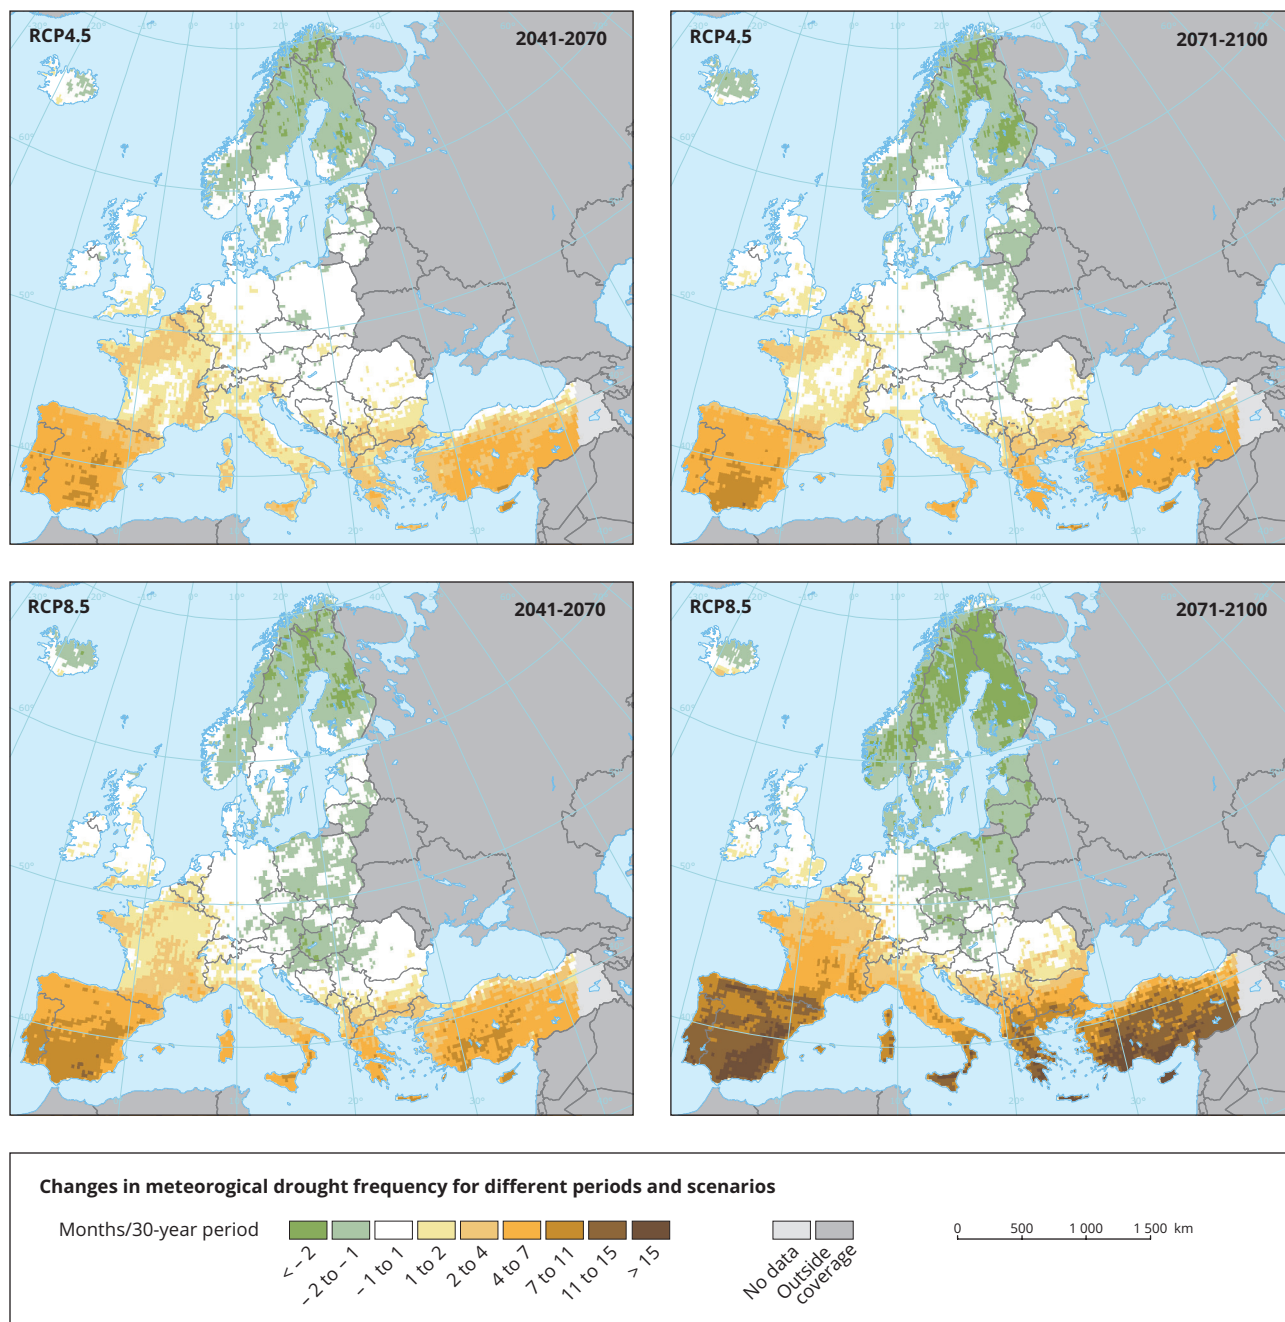 RCP4.5
2041-2070
RCP4.5
2071-2100
RCP8.5
2041-2070
RCP8.5
2071-2100
Changes in meteorogical drought frequency for different periods and scenarios
Months/30-year period
< – 2
– 2 to – 1
– 1 to 1
1 to 2
2 to 4
4 to 7
7 to 11
11 to 15
> 15
No data
Outside
coverage
0 500 1 000 1 500 km